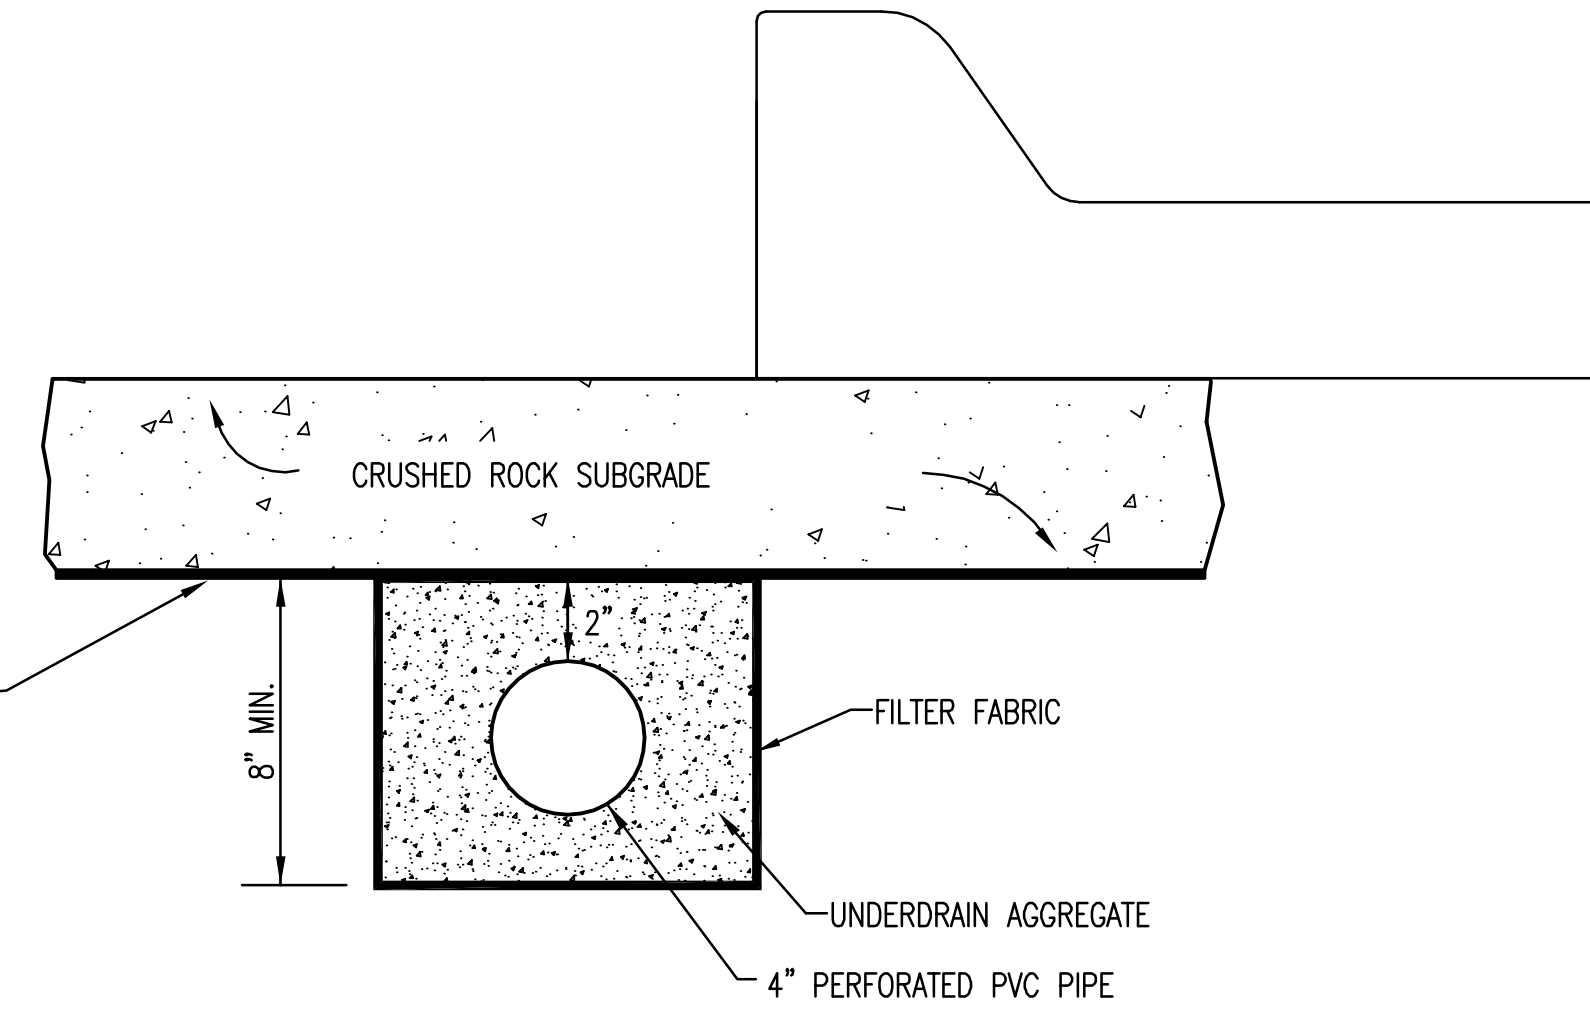 CRUSHED ROCK SUBGRADE
2"
8" MIN.
FILTER FABRIC
UNDERDRAIN AGGREGATE
4" PERFORATED PVC PIPE